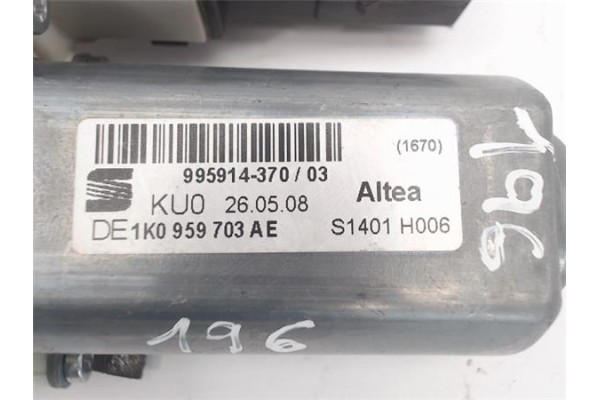 (1670)
995914-370 / 03
KU0 26.05.08 Altea
DE 1K0 959 703 AE S1401 H006
196
196